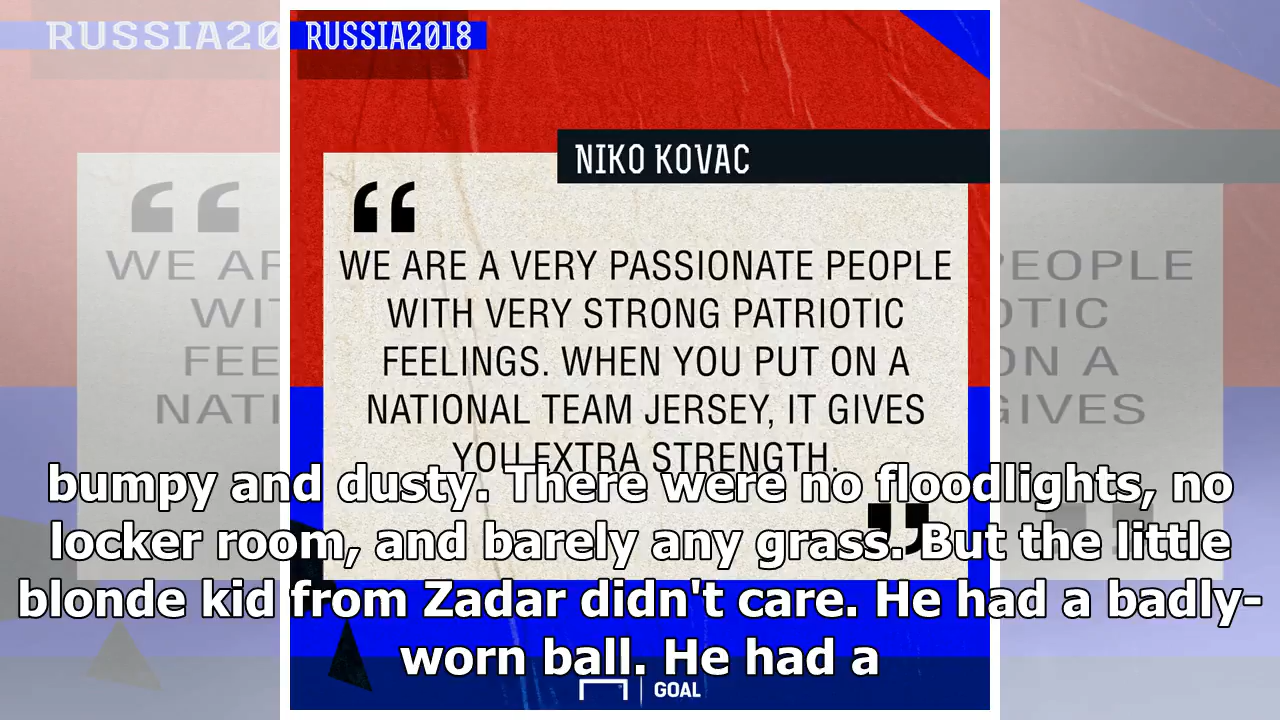 RUSSIA20
RUSSIA2018
NIKO KOVAC
“
WE ARE A VERY PASSIONATE PEOPLE
WITH VERY STRONG PATRIOTIC
FEELINGS. WHEN YOU PUT ON A
NATIONAL TEAM JERSEY, IT GIVES
YOU EXTRA STRENGTH.
”
bumpy and dusty. There were no floodlights, no
locker room, and barely any grass. But the little
blonde kid from Zadar didn't care. He had a badly-
worn ball. He had a
GOAL